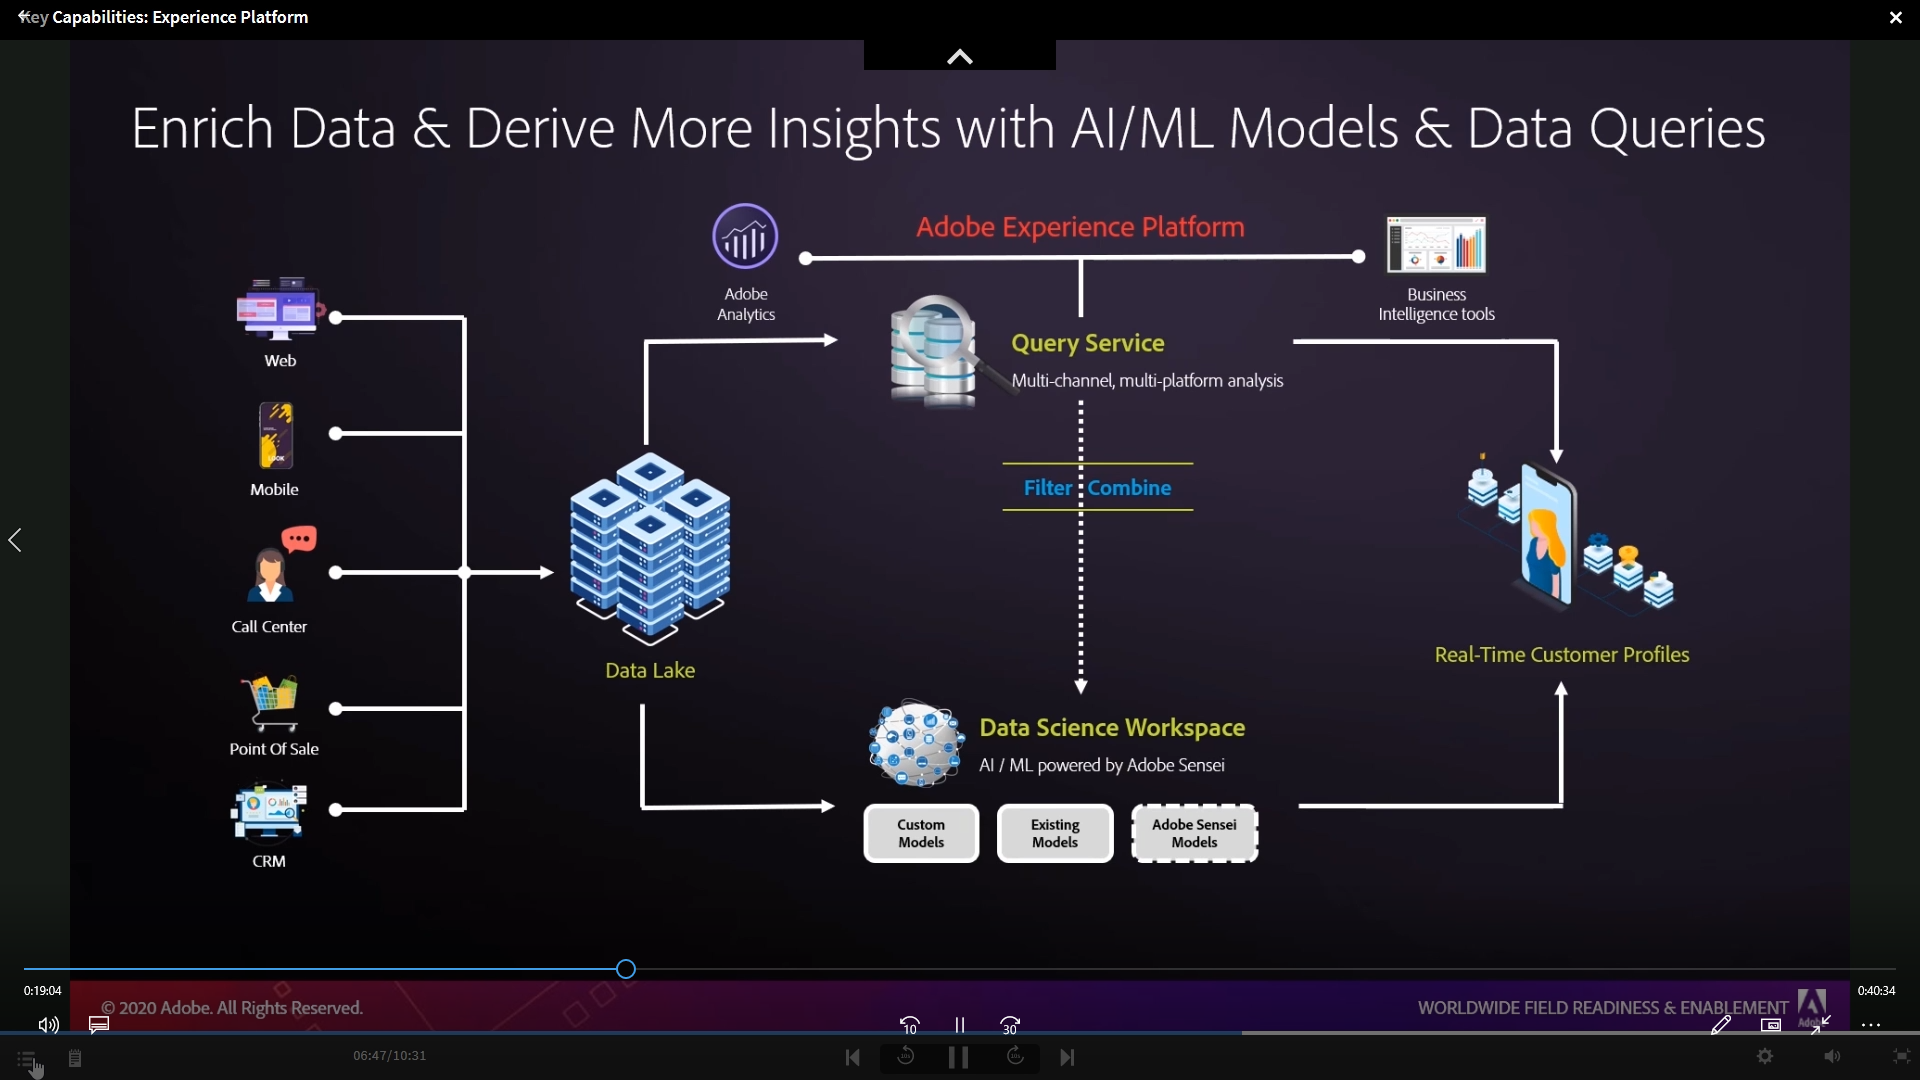 Key Capabilities: Experience Platform
Enrich Data & Derive More Insights with AI/ML Models & Data Queries
Adobe Experience Platform
Adobe
Analytics
Business
Intelligence tools
Web
Query Service
Multi-channel, multi-platform analysis
LOOK
Mobile
Filter Combine
Call Center
Data Lake
Real-Time Customer Profiles
Point Of Sale
Data Science Workspace
AI / ML powered by Adobe Sensei
Custom
Models
Existing
Models
Adobe Sensei
Models
CRM
0:19:04
0:40:34
© 2020 Adobe. All Rights Reserved.
WORLDWIDE FIELD READINESS & ENABLEMENT
Adobe
10
30
06:47/10:31
10s
10s